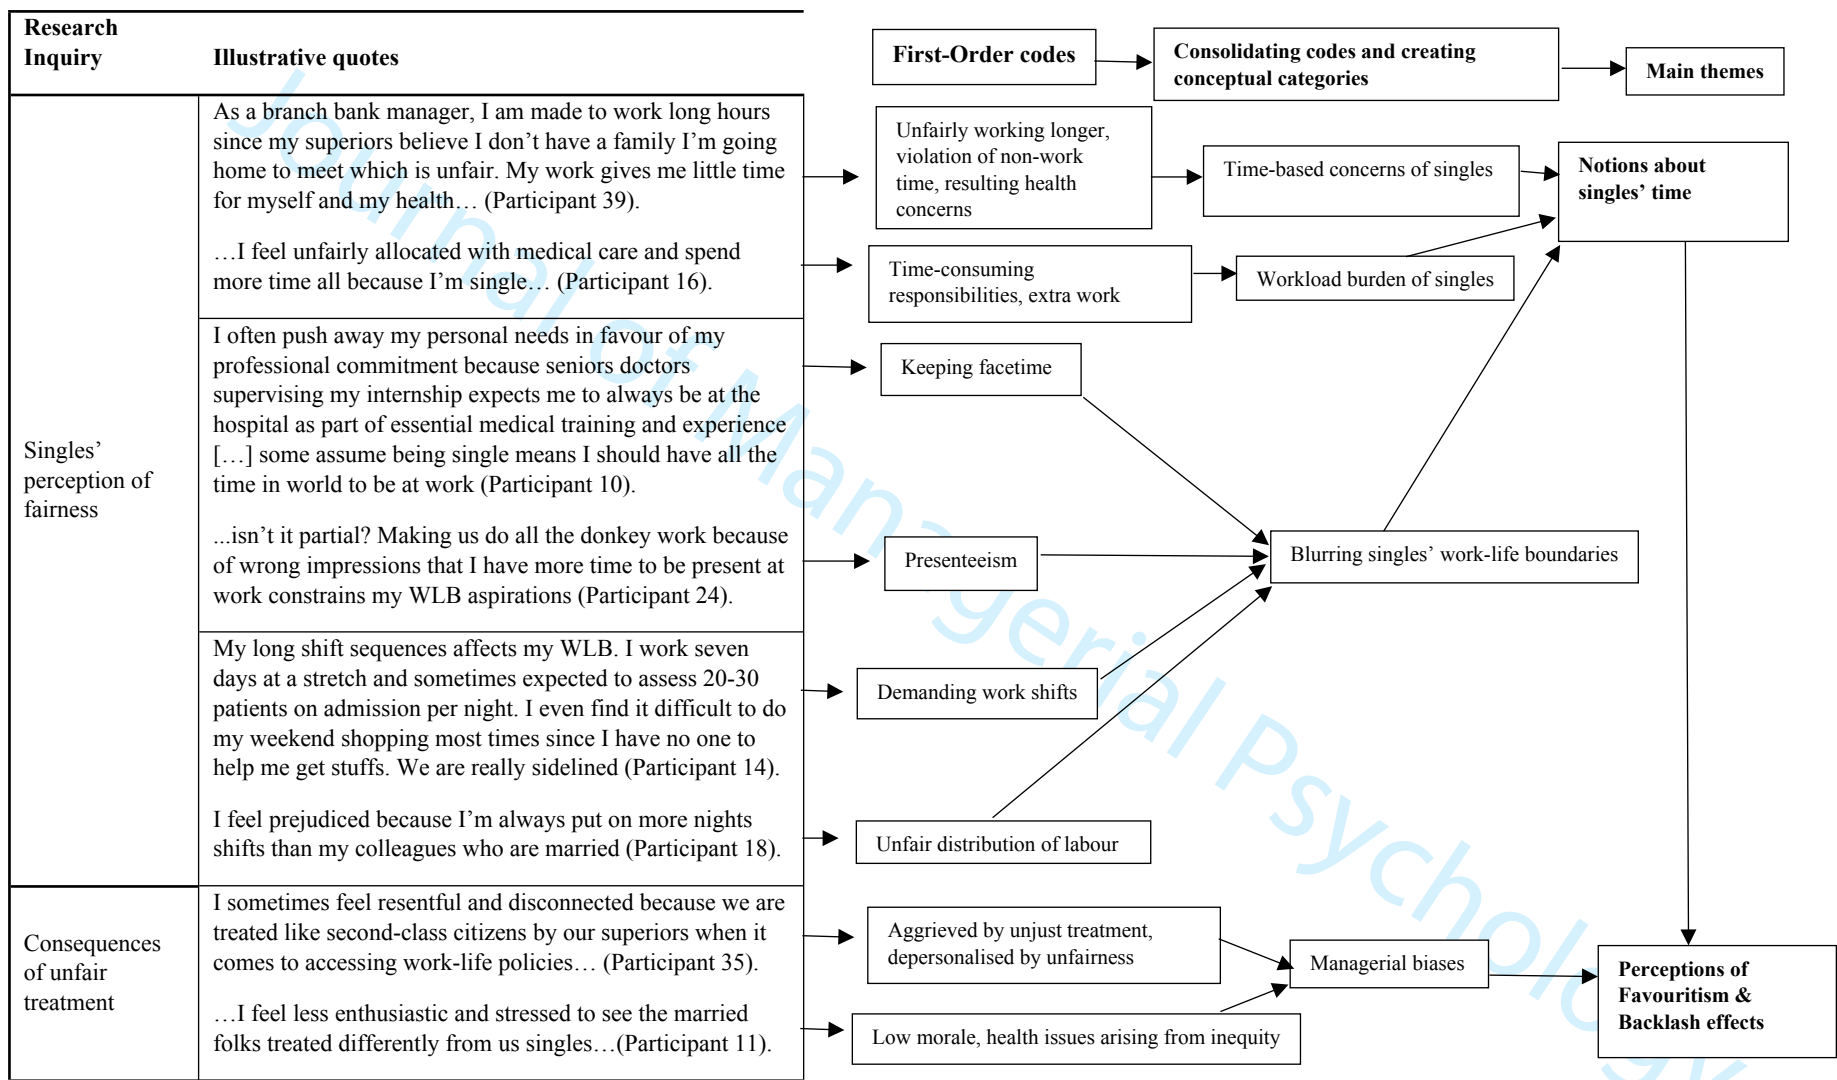 Research
Inquiry
Illustrative quotes
First-Order codes
Consolidating codes and creating
conceptual categories
Main themes
Singles’
perception of
fairness
As a branch bank manager, I am made to work long hours
since my superiors believe I don’t have a family I’m going
home to meet which is unfair. My work gives me little time
for myself and my health… (Participant 39).
…I feel unfairly allocated with medical care and spend
more time all because I’m single… (Participant 16).
I often push away my personal needs in favour of my
professional commitment because seniors doctors
supervising my internship expects me to always be at the
hospital as part of essential medical training and experience
[…] some assume being single means I should have all the
time in world to be at work (Participant 10).
...isn’t it partial? Making us do all the donkey work because
of wrong impressions that I have more time to be present at
work constrains my WLB aspirations (Participant 24).
My long shift sequences affects my WLB. I work seven
days at a stretch and sometimes expected to assess 20-30
patients on admission per night. I even find it difficult to do
my weekend shopping most times since I have no one to
help me get stuffs. We are really sidelined (Participant 14).
I feel prejudiced because I’m always put on more nights
shifts than my colleagues who are married (Participant 18).
Consequences
of unfair
treatment
I sometimes feel resentful and disconnected because we are
treated like second-class citizens by our superiors when it
comes to accessing work-life policies… (Participant 35).
…I feel less enthusiastic and stressed to see the married
folks treated differently from us singles…(Participant 11).
Unfairly working longer,
violation of non-work
time, resulting health
concerns
Time-based concerns of singles
Notions about
singles’ time
Time-consuming
responsibilities, extra work
Workload burden of singles
Keeping facetime
Presenteeism
Blurring singles’ work-life boundaries
Demanding work shifts
Unfair distribution of labour
Aggrieved by unjust treatment,
depersonalised by unfairness
Managerial biases
Perceptions of
Favouritism &
Backlash effects
Low morale, health issues arising from inequity
Journal of Managerial Psychology